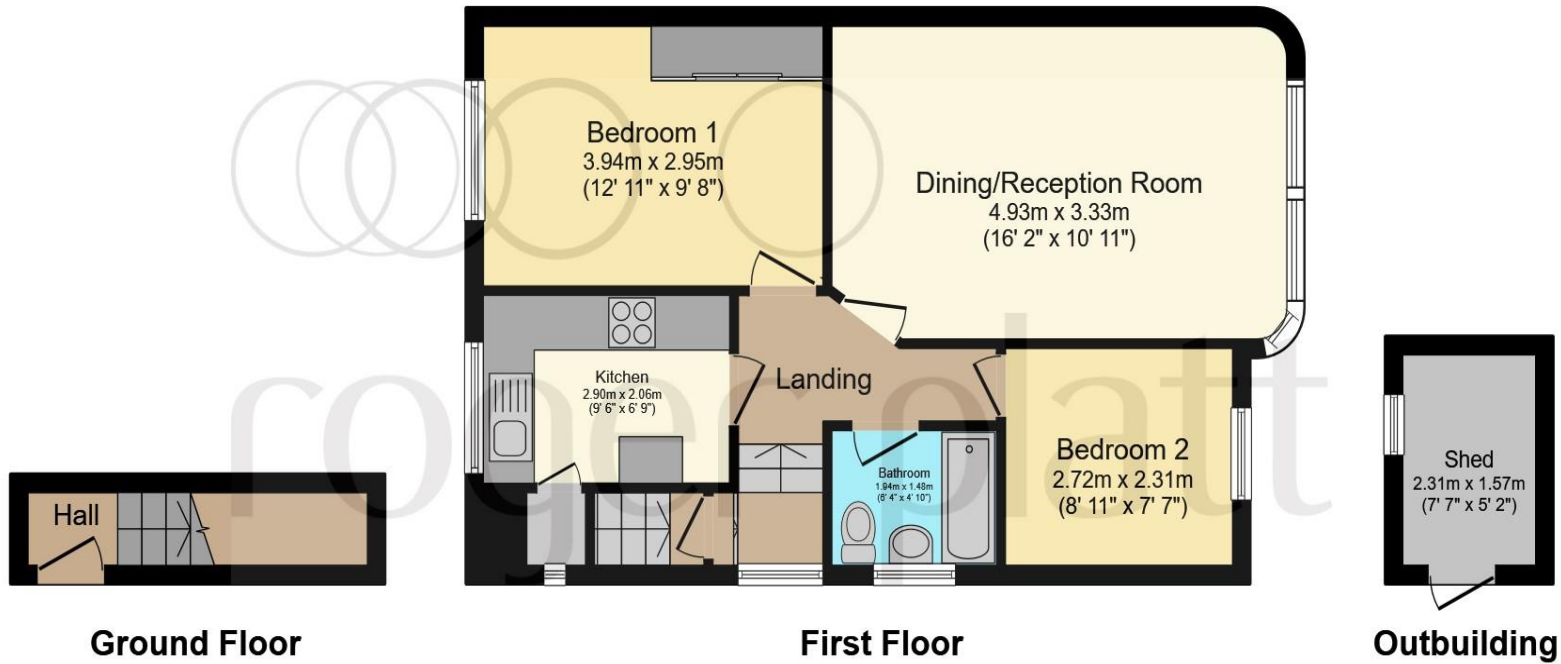 Bedroom 1
3.94m x 2.95m
(12' 11" x 9' 8")
Dining/Reception Room
4.93m x 3.33m
(16' 2" x 10' 11")
Kitchen
2.90m x 2.06m
(9' 6" x 6' 9")
Landing
Bathroom
1.94m x 1.48m
(6' 4" x 4' 10")
Bedroom 2
2.72m x 2.31m
(8' 11" x 7' 7")
Shed
2.31m x 1.57m
(7' 7" x 5' 2")
Hall
roger platt
Ground Floor
First Floor
Outbuilding